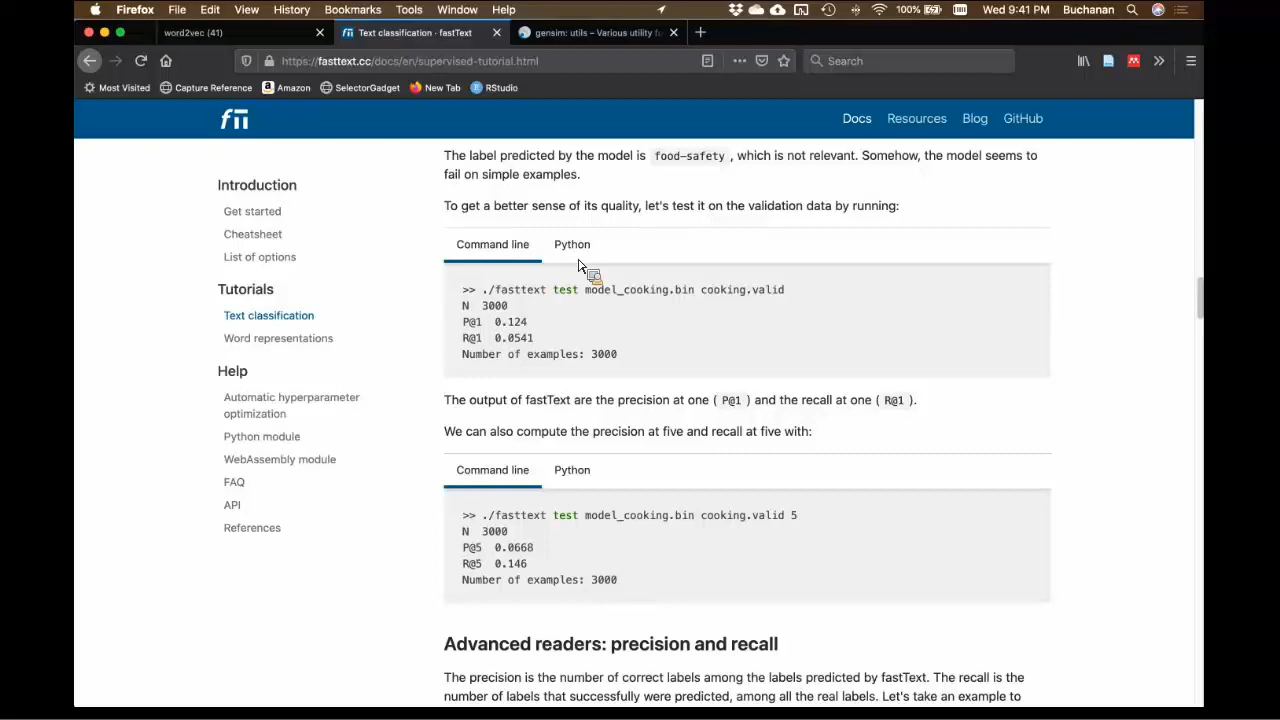 Firefox File Edit View History Bookmarks Tools Window Help 100% Wed 9:41 PM Buchanan
word2vec (41) Text classification · fastText gensim: utils – Various utility fu
https://fasttext.cc/docs/en/supervised-tutorial.html Search
Most Visited Capture Reference Amazon SelectorGadget New Tab RStudio
Docs Resources Blog GitHub
Introduction
Get started
Cheatsheet
List of options
Tutorials
Text classification
Word representations
Help
Automatic hyperparameter
optimization
Python module
WebAssembly module
FAQ
API
References
The label predicted by the model is food-safety , which is not relevant. Somehow, the model seems to
fail on simple examples.
To get a better sense of its quality, let's test it on the validation data by running:
Command line Python
>> ./fasttext test model_cooking.bin cooking.valid
N 3000
P@1 0.124
R@1 0.0541
Number of examples: 3000
The output of fastText are the precision at one ( P@1 ) and the recall at one ( R@1 ).
We can also compute the precision at five and recall at five with:
Command line Python
>> ./fasttext test model_cooking.bin cooking.valid 5
N 3000
P@5 0.0668
R@5 0.146
Number of examples: 3000
Advanced readers: precision and recall
The precision is the number of correct labels among the labels predicted by fastText. The recall is the
number of labels that successfully were predicted, among all the real labels. Let's take an example to